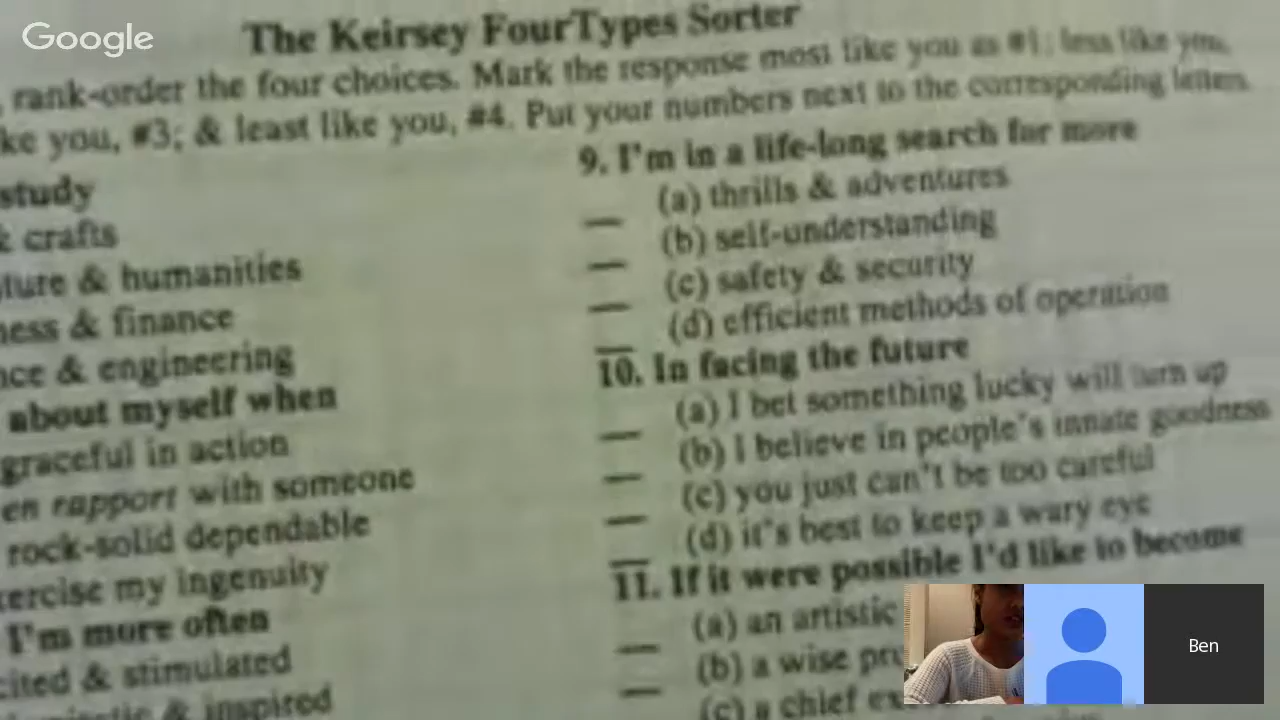 Google
The Keirsey FourTypes Sorter
, rank-order the four choices. Mark the response most like you as #1; less like you,
ke you, #3; & least like you, #4. Put your numbers next to the corresponding letters.
study
& crafts
ture & humanities
ness & finance
nce & engineering
about myself when
graceful in action
en rapport with someone
rock-solid dependable
ercise my ingenuity
I'm more often
cited & stimulated
& inspired
9. I'm in a life-long search for more
(a) thrills & adventures
(b) self-understanding
(c) safety & security
(d) efficient methods of operation
10. In facing the future
(a) I bet something lucky will turn up
(b) I believe in people's innate goodness
(c) you just can't be too careful
(d) it's best to keep a wary eye
11. If it were possible I'd like to become
(a) an artistic
(b) a wise pro
(c) a chief ex
Ben